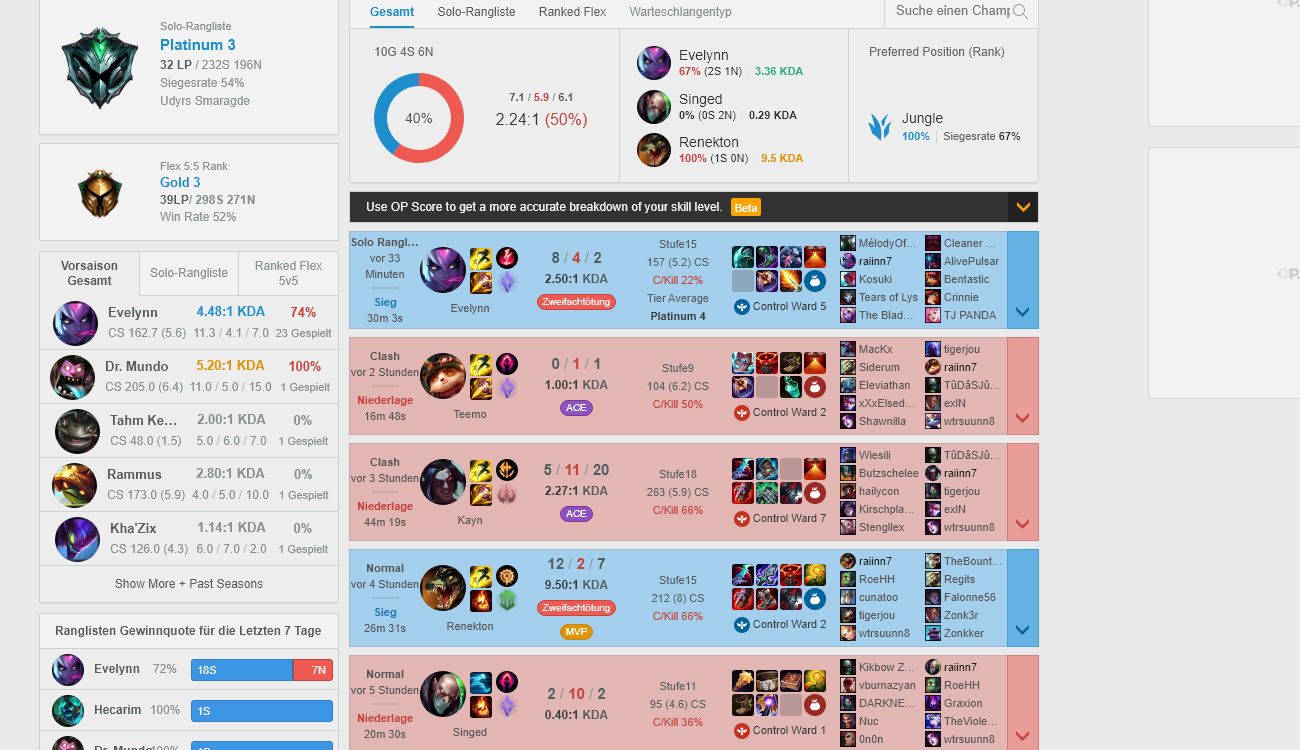 Solo-Rangliste
Platinum 3
32 LP / 232S 196N
Siegesrate 54%
Udyrs Smaragde
Flex 5:5 Rank
Gold 3
39LP/ 298S 271N
Win Rate 52%
Vorsaison Gesamt
Solo-Rangliste
Ranked Flex 5v5
Evelynn 4.48:1 KDA 74%
CS 162.7 (5.6) 11.3 / 4.1 / 7.0 23 Gespielt
Dr. Mundo 5.20:1 KDA 100%
CS 205.0 (6.4) 11.0 / 5.0 / 15.0 1 Gespielt
Tahm Ke... 2.00:1 KDA 0%
CS 48.0 (1.5) 5.0 / 6.0 / 7.0 1 Gespielt
Rammus 2.80:1 KDA 0%
CS 173.0 (5.9) 4.0 / 5.0 / 10.0 1 Gespielt
Kha'Zix 1.14:1 KDA 0%
CS 126.0 (4.3) 6.0 / 7.0 / 2.0 1 Gespielt
Show More + Past Seasons
Ranglisten Gewinnquote für die Letzten 7 Tage
Evelynn 72% 18S 7N
Hecarim 100% 1S
Gesamt Solo-Rangliste Ranked Flex Warteschlangentyp Suche einen Champ
10G 4S 6N
40%
7.1 / 5.9 / 6.1
2.24:1 (50%)
Evelynn
67% (2S 1N) 3.36 KDA
Singed
0% (0S 2N) 0.29 KDA
Renekton
100% (1S 0N) 9.5 KDA
Preferred Position (Rank)
Jungle
100% Siegesrate 67%
Use OP Score to get a more accurate breakdown of your skill level. Beta
Solo Rangl...
vor 33 Minuten
Sieg
30m 3s
Evelynn
8 / 4 / 2
2.50:1 KDA
Zweifachtötung
Stufe15
157 (5.2) CS
C/Kill 22%
Tier Average
Platinum 4
Control Ward 5
MélodyOf...
raiinn7
Kosuki
Tears of Lys
The Blad...
Cleaner ...
AlivePulsar
Bentastic
Crinnie
TJ PANDA
Clash
vor 2 Stunden
Niederlage
16m 48s
Teemo
0 / 1 / 1
1.00:1 KDA
ACE
Stufe9
104 (6.2) CS
C/Kill 50%
Control Ward 2
MacKx
Siderum
Eleviathan
xXxElsed...
Shawnilla
tigerjou
raiinn7
TûDâSJû...
exIN
wtrsuunn8
Clash
vor 3 Stunden
Niederlage
44m 19s
Kayn
5 / 11 / 20
2.27:1 KDA
ACE
Stufe18
263 (5.9) CS
C/Kill 66%
Control Ward 7
Wiesili
Butzschelee
hailycon
Kirschpla...
Stengllex
TûDâSJû...
raiinn7
tigerjou
exIN
wtrsuunn8
Normal
vor 4 Stunden
Sieg
26m 31s
Renekton
12 / 2 / 7
9.50:1 KDA
Zweifachtötung
MVP
Stufe15
212 (8) CS
C/Kill 66%
Control Ward 2
raiinn7
RoeHH
cunatoo
tigerjou
wtrsuunn8
TheBount...
Regits
Falonne56
Zonk3r
Zonkker
Normal
vor 5 Stunden
Niederlage
20m 30s
Singed
2 / 10 / 2
0.40:1 KDA
Stufe11
95 (4.6) CS
C/Kill 36%
Control Ward 1
Kikbow Z...
vburnazyan
DARKNE...
Nuc
0n0n
raiinn7
RoeHH
Graxion
TheViole...
wtrsuunn8